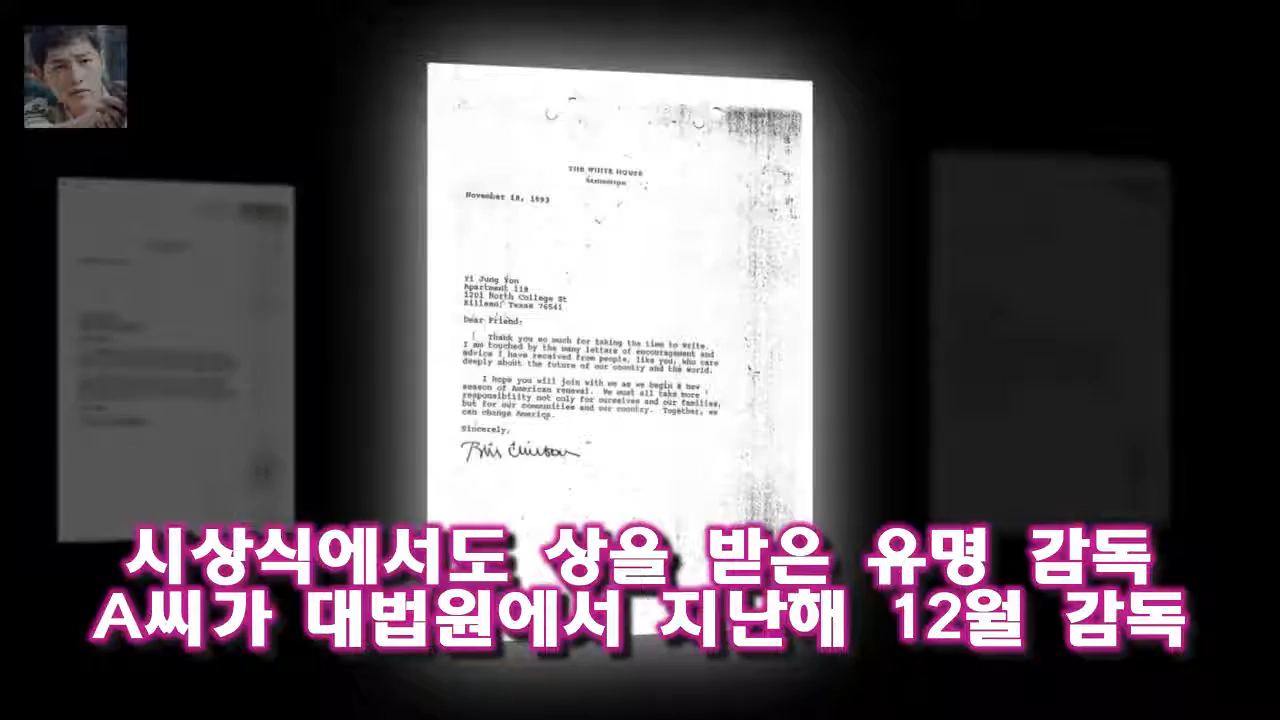 THE WHITE HOUSE
WASHINGTON
November 18, 1993
Yi Jung Yon
Apartment 118
1201 North College St
Killeen, Texas 76541
Dear Friend:
Thank you so much for taking the time to write.
I am touched by the many letters of encouragement and
advice I have received from people, like you, who care
deeply about the future of our country and the world.
I hope you will join with me as we begin a new
season of American renewal. We must all take more
responsibility not only for ourselves and our families,
but for our communities and our country. Together, we
can change America.
Sincerely,
Bill Clinton
시상식에서도 상을 받은 유명 감독
A씨가 대법원에서 지난해 12월 감독